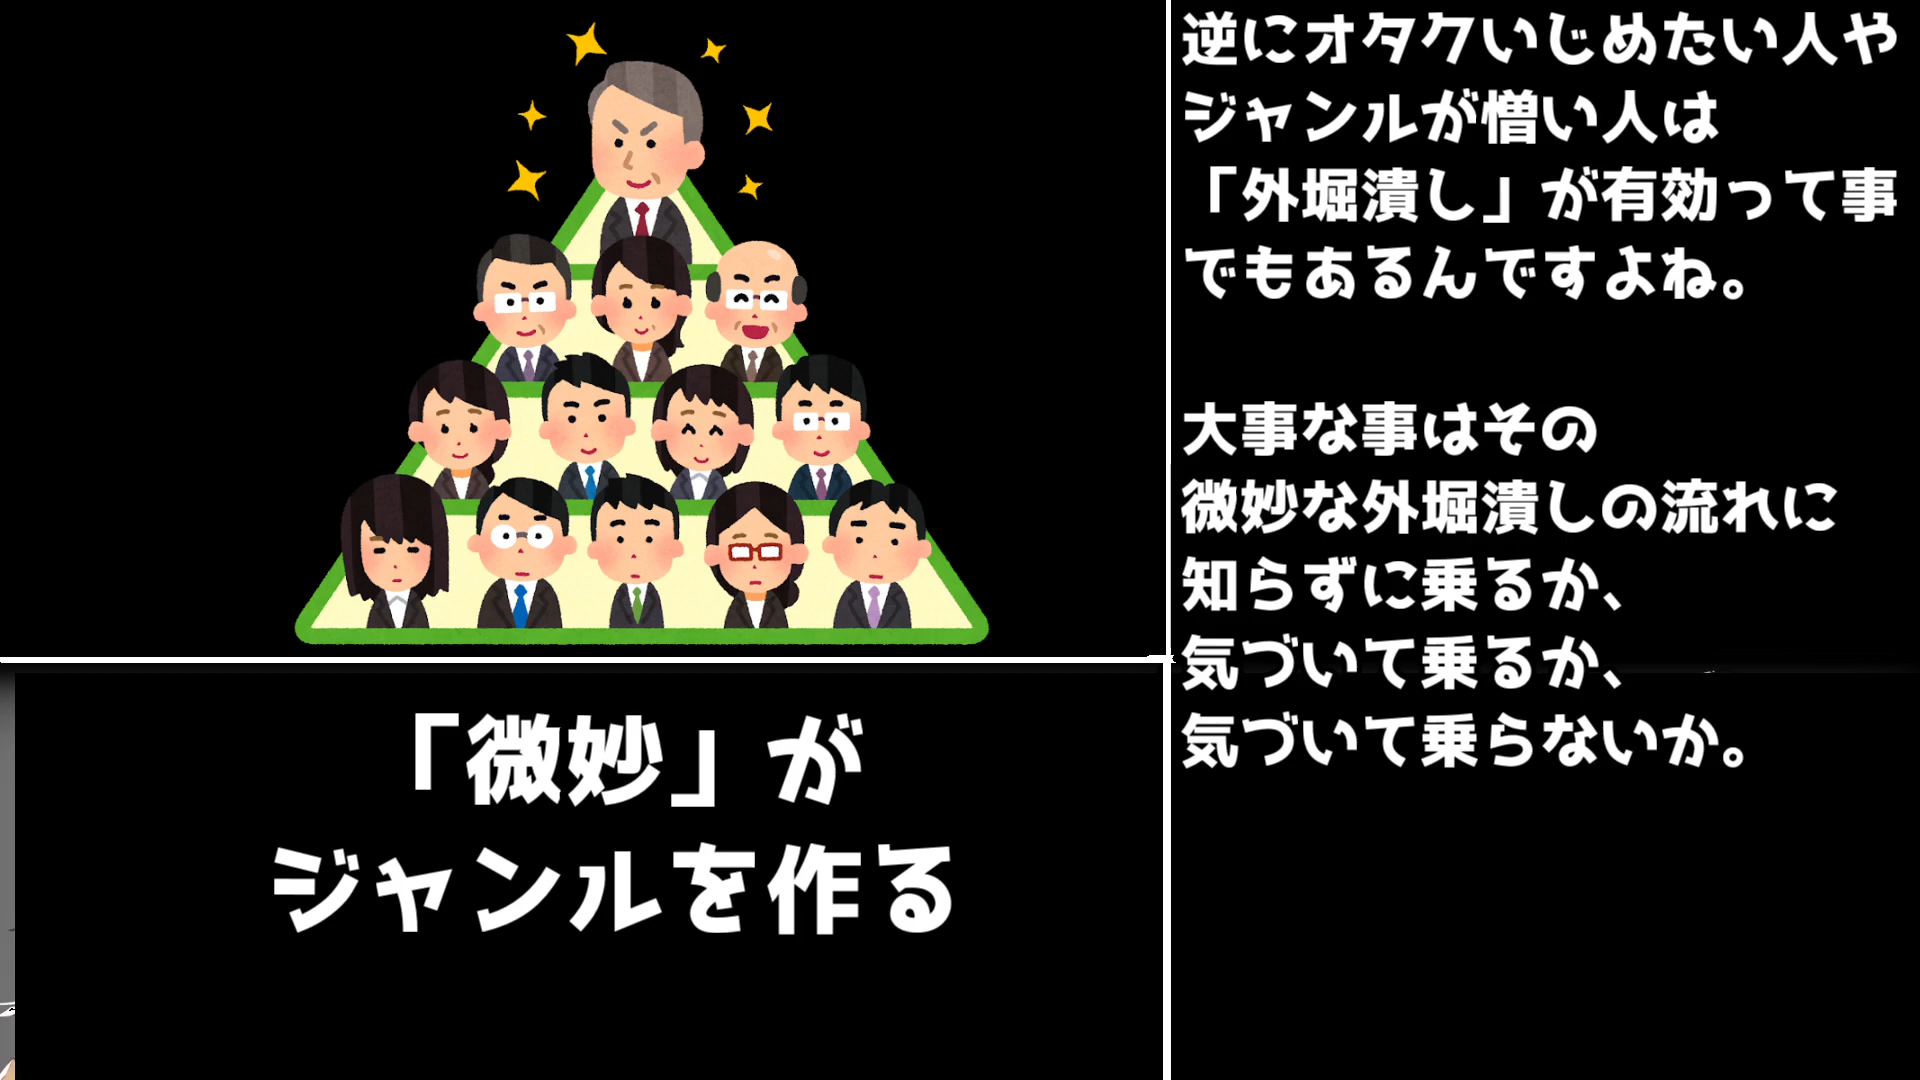 逆にオタクいじめたい人や
ジャンルが憎い人は
「外堀潰し」が有効って事
でもあるんですよね。
大事な事はその
微妙な外堀潰しの流れに
知らずに乗るか、
気づいて乗るか、
気づいて乗らないか。
「微妙」が
ジャンルを作る